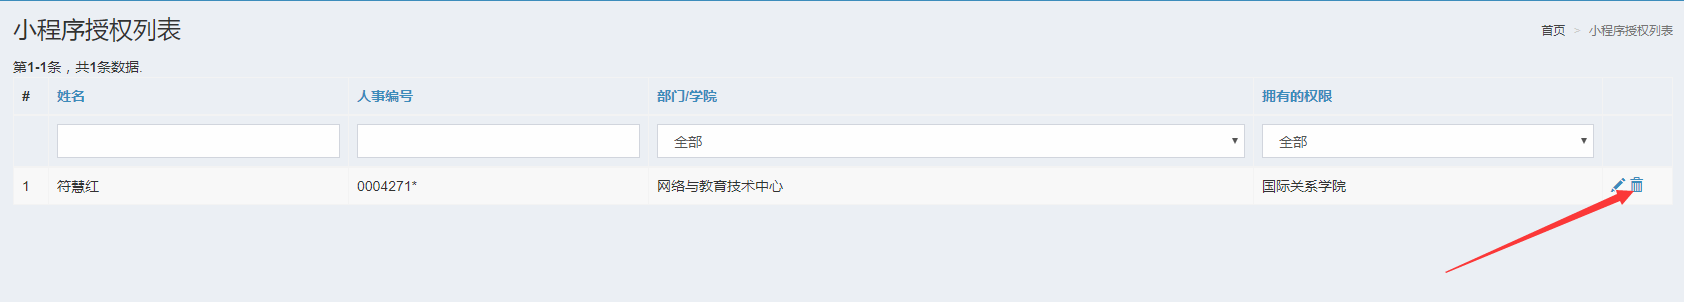 小程序授权列表
首页 > 小程序授权列表
第1-1条，共1条数据.
# 姓名 人事编号 部门/学院 拥有的权限
全部 全部
1 符慧红 0004271* 网络与教育技术中心 国际关系学院